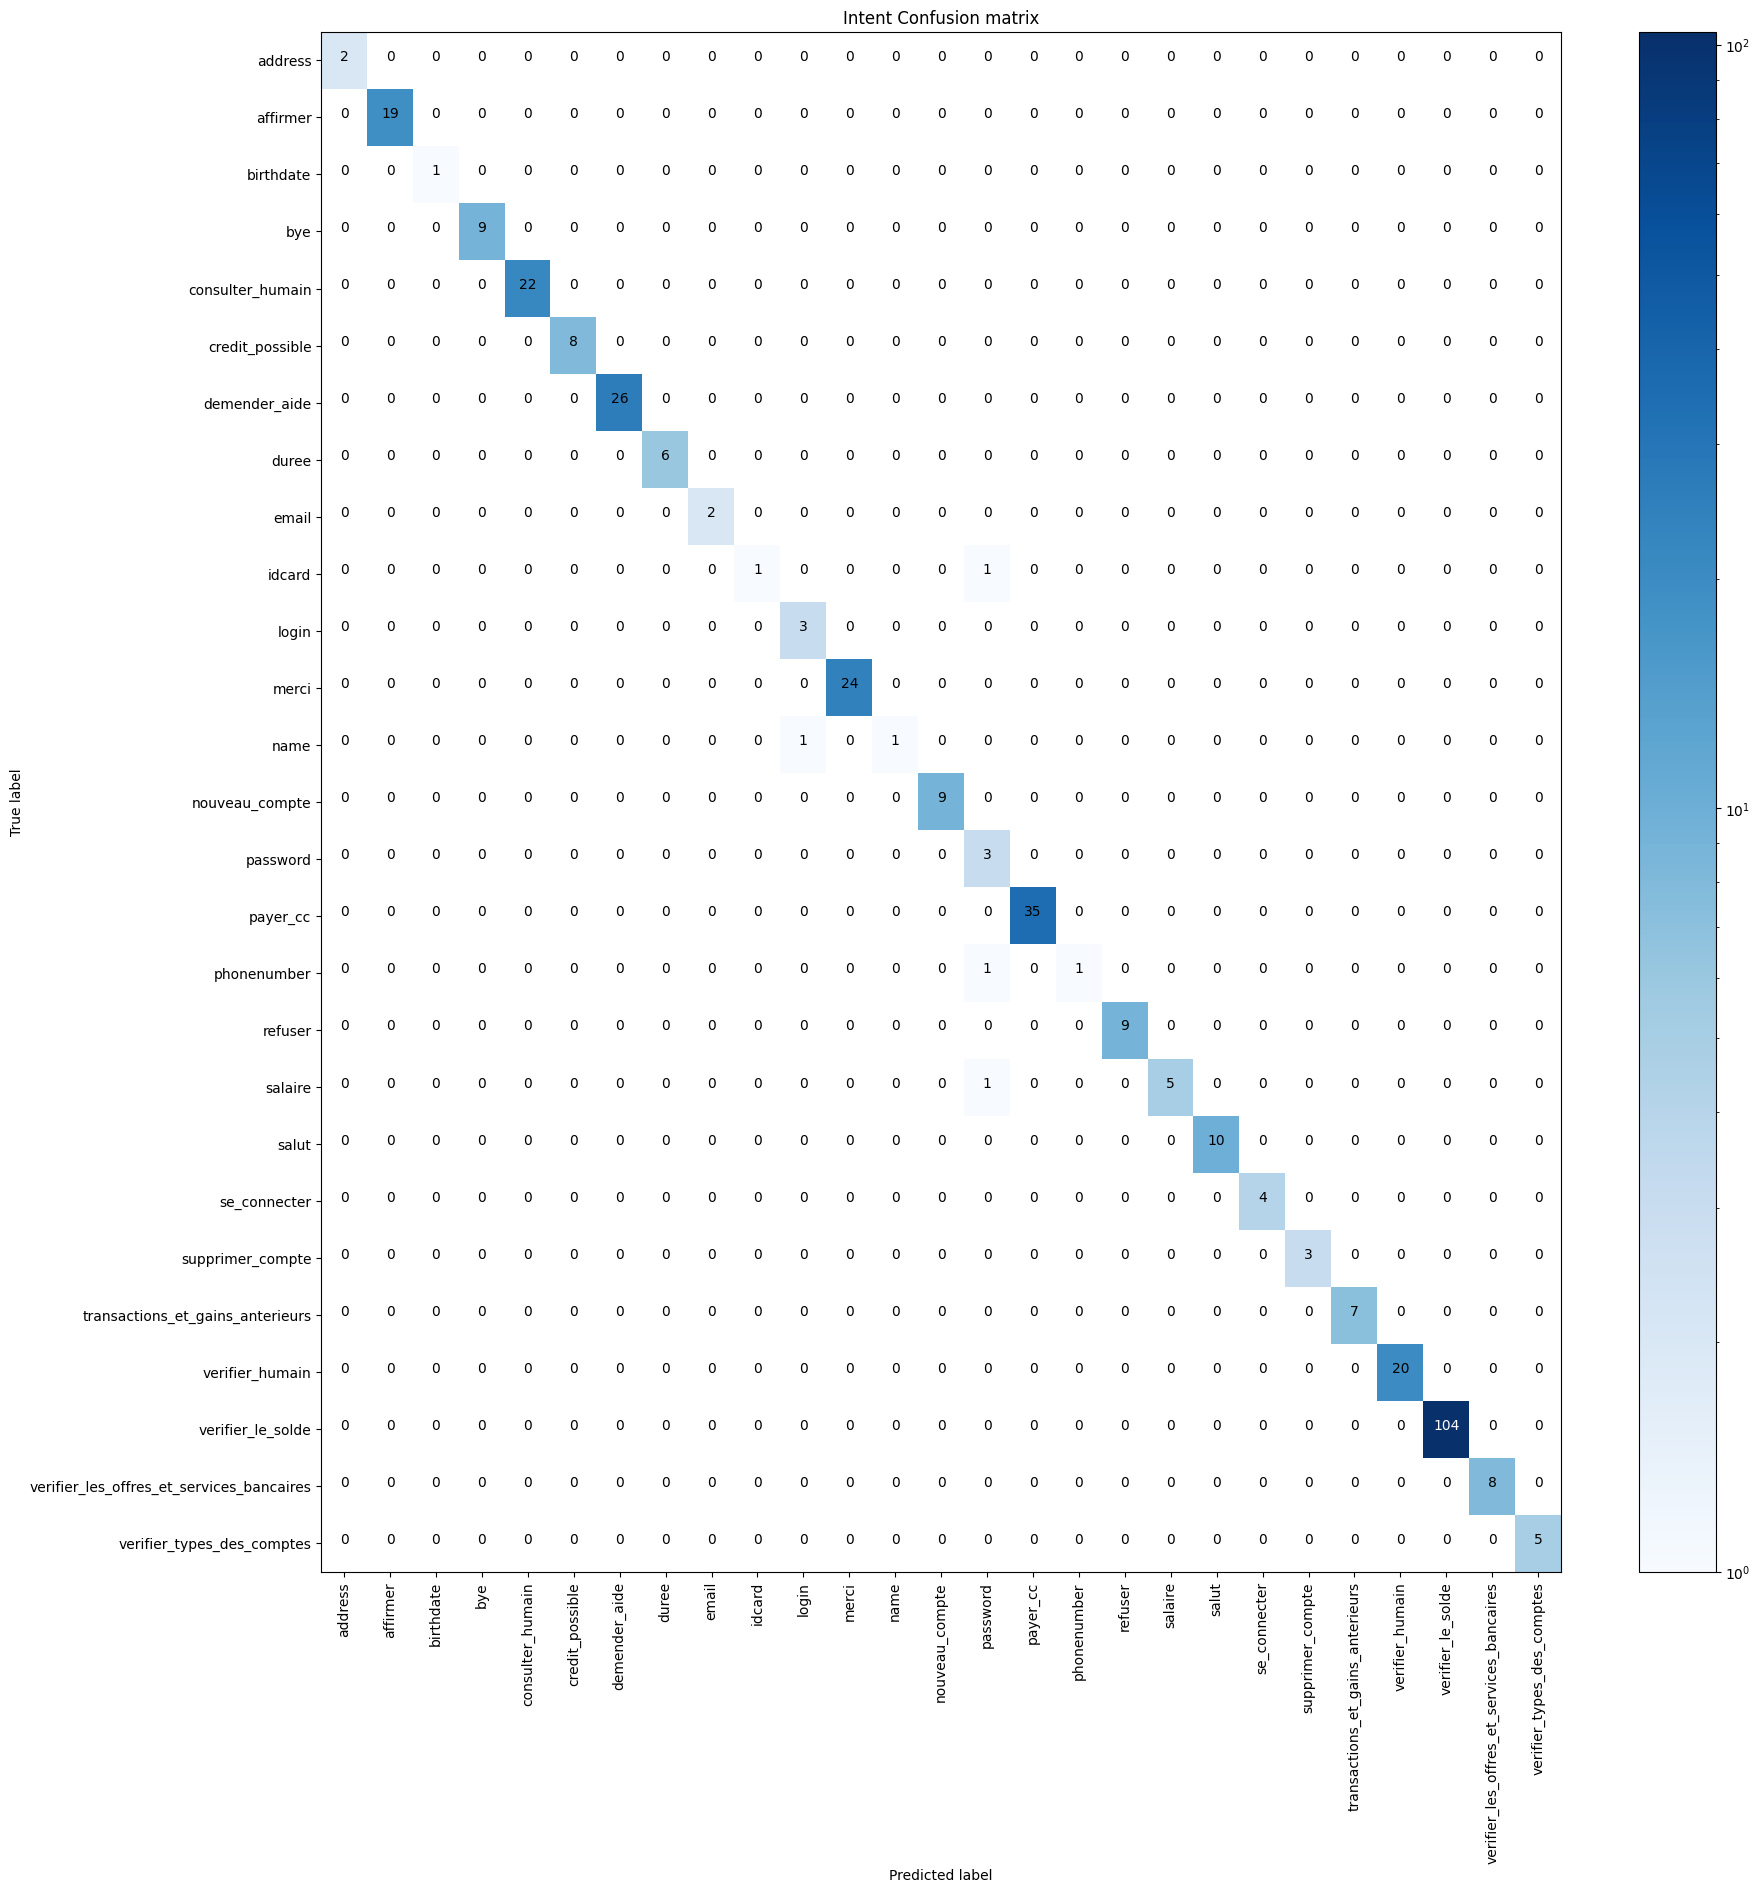 Intent Confusion matrix
address 2 0 0 0 0 0 0 0 0 0 0 0 0 0 0 0 0 0 0 0 0 0 0 0 0 0 0
affirmer 0 19 0 0 0 0 0 0 0 0 0 0 0 0 0 0 0 0 0 0 0 0 0 0 0 0 0
birthdate 0 0 1 0 0 0 0 0 0 0 0 0 0 0 0 0 0 0 0 0 0 0 0 0 0 0 0
bye 0 0 0 9 0 0 0 0 0 0 0 0 0 0 0 0 0 0 0 0 0 0 0 0 0 0 0
consulter_humain 0 0 0 0 22 0 0 0 0 0 0 0 0 0 0 0 0 0 0 0 0 0 0 0 0 0 0
credit_possible 0 0 0 0 0 8 0 0 0 0 0 0 0 0 0 0 0 0 0 0 0 0 0 0 0 0 0
demender_aide 0 0 0 0 0 0 26 0 0 0 0 0 0 0 0 0 0 0 0 0 0 0 0 0 0 0 0
duree 0 0 0 0 0 0 0 6 0 0 0 0 0 0 0 0 0 0 0 0 0 0 0 0 0 0 0
email 0 0 0 0 0 0 0 0 2 0 0 0 0 0 0 0 0 0 0 0 0 0 0 0 0 0 0
idcard 0 0 0 0 0 0 0 0 0 1 0 0 0 0 1 0 0 0 0 0 0 0 0 0 0 0 0
login 0 0 0 0 0 0 0 0 0 0 3 0 0 0 0 0 0 0 0 0 0 0 0 0 0 0 0
merci 0 0 0 0 0 0 0 0 0 0 0 24 0 0 0 0 0 0 0 0 0 0 0 0 0 0 0
name 0 0 0 0 0 0 0 0 0 0 1 0 1 0 0 0 0 0 0 0 0 0 0 0 0 0 0
nouveau_compte 0 0 0 0 0 0 0 0 0 0 0 0 0 9 0 0 0 0 0 0 0 0 0 0 0 0 0
password 0 0 0 0 0 0 0 0 0 0 0 0 0 0 3 0 0 0 0 0 0 0 0 0 0 0 0
payer_cc 0 0 0 0 0 0 0 0 0 0 0 0 0 0 0 35 0 0 0 0 0 0 0 0 0 0 0
phonenumber 0 0 0 0 0 0 0 0 0 0 0 0 0 0 1 0 1 0 0 0 0 0 0 0 0 0 0
refuser 0 0 0 0 0 0 0 0 0 0 0 0 0 0 0 0 0 9 0 0 0 0 0 0 0 0 0
salaire 0 0 0 0 0 0 0 0 0 0 0 0 0 0 1 0 0 0 5 0 0 0 0 0 0 0 0
salut 0 0 0 0 0 0 0 0 0 0 0 0 0 0 0 0 0 0 0 10 0 0 0 0 0 0 0
se_connecter 0 0 0 0 0 0 0 0 0 0 0 0 0 0 0 0 0 0 0 0 4 0 0 0 0 0 0
supprimer_compte 0 0 0 0 0 0 0 0 0 0 0 0 0 0 0 0 0 0 0 0 0 3 0 0 0 0 0
transactions_et_gains_anterieurs 0 0 0 0 0 0 0 0 0 0 0 0 0 0 0 0 0 0 0 0 0 0 7 0 0 0 0
verifier_humain 0 0 0 0 0 0 0 0 0 0 0 0 0 0 0 0 0 0 0 0 0 0 0 20 0 0 0
verifier_le_solde 0 0 0 0 0 0 0 0 0 0 0 0 0 0 0 0 0 0 0 0 0 0 0 0 104 0 0
verifier_les_offres_et_services_bancaires 0 0 0 0 0 0 0 0 0 0 0 0 0 0 0 0 0 0 0 0 0 0 0 0 0 8 0
verifier_types_des_comptes 0 0 0 0 0 0 0 0 0 0 0 0 0 0 0 0 0 0 0 0 0 0 0 0 0 0 5
True label
address
affirmer
birthdate
bye
consulter_humain
credit_possible
demender_aide
duree
email
idcard
login
merci
name
nouveau_compte
password
payer_cc
phonenumber
refuser
salaire
salut
se_connecter
supprimer_compte
transactions_et_gains_anterieurs
verifier_humain
verifier_le_solde
verifier_les_offres_et_services_bancaires
verifier_types_des_comptes
Predicted label
10²
10¹
10⁰